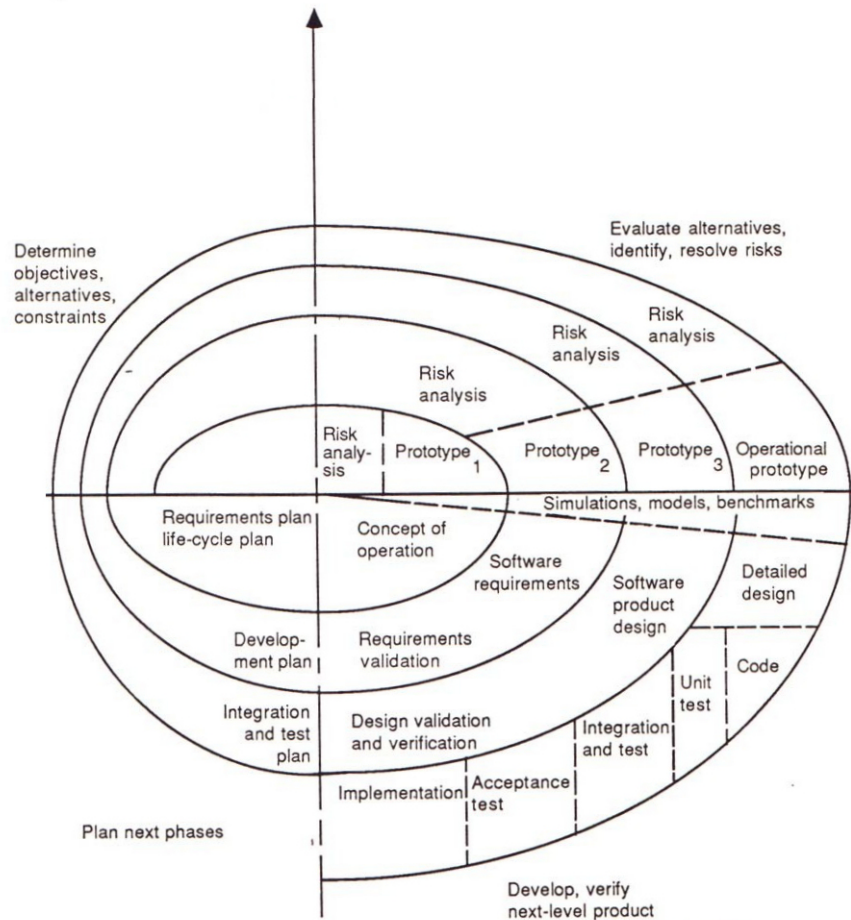 Determine
objectives,
alternatives,
constraints
Evaluate alternatives,
identify, resolve risks
Risk
analysis
Risk
analysis
Risk
analysis
Risk
analy-
sis
Prototype 1
Prototype 2
Prototype 3
Operational
prototype
Simulations, models, benchmarks
Requirements plan
life-cycle plan
Concept of
operation
Software
requirements
Software
product
design
Detailed
design
Develop-
ment plan
Requirements
validation
Unit
test
Code
Integration
and test
plan
Design validation
and verification
Integration
and test
Implementation
Acceptance
test
Plan next phases
Develop, verify
next-level product